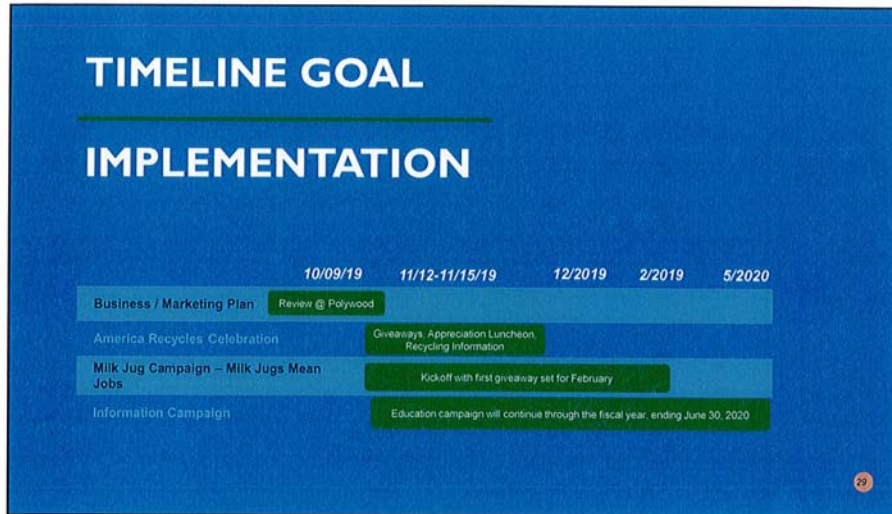 TIMELINE GOAL
IMPLEMENTATION
10/09/19 11/12-11/15/19 12/2019 2/2019 5/2020
Business / Marketing Plan Review @ Polywood
America Recycles Celebration Giveaways, Appreciation Luncheon,
Recycling Information
Milk Jug Campaign – Milk Jugs Mean
Jobs Kickoff with first giveaway set for February
Information Campaign Education campaign will continue through the fiscal year, ending June 30, 2020
29